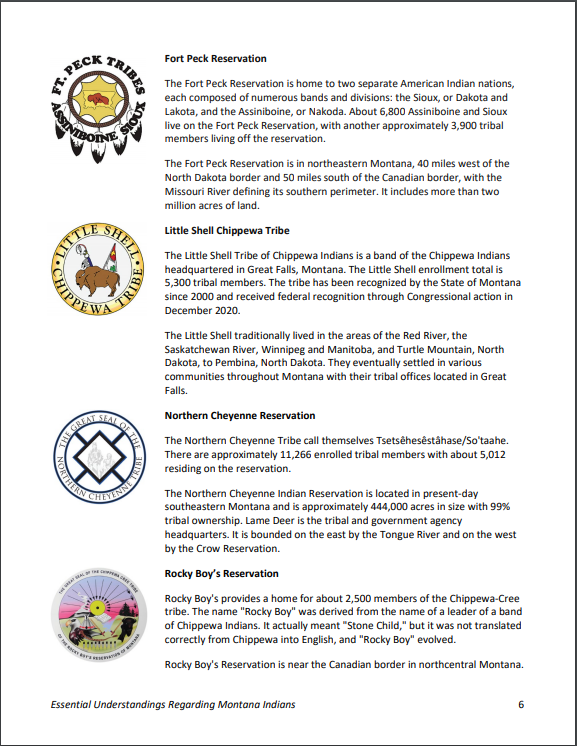 FT. PECK TRIBES
ASSINIBOINE SIOUX
Fort Peck Reservation
The Fort Peck Reservation is home to two separate American Indian nations,
each composed of numerous bands and divisions: the Sioux, or Dakota and
Lakota, and the Assiniboine, or Nakoda. About 6,800 Assiniboine and Sioux
live on the Fort Peck Reservation, with another approximately 3,900 tribal
members living off the reservation.
The Fort Peck Reservation is in northeastern Montana, 40 miles west of the
North Dakota border and 50 miles south of the Canadian border, with the
Missouri River defining its southern perimeter. It includes more than two
million acres of land.
LITTLE SHELL
CHIPPEWA TRIBE
Little Shell Chippewa Tribe
The Little Shell Tribe of Chippewa Indians is a band of the Chippewa Indians
headquartered in Great Falls, Montana. The Little Shell enrollment total is
5,300 tribal members. The tribe has been recognized by the State of Montana
since 2000 and received federal recognition through Congressional action in
December 2020.
The Little Shell traditionally lived in the areas of the Red River, the
Saskatchewan River, Winnipeg and Manitoba, and Turtle Mountain, North
Dakota, to Pembina, North Dakota. They eventually settled in various
communities throughout Montana with their tribal offices located in Great
Falls.
THE GREAT SEAL OF THE
NORTHERN CHEYENNE TRIBE
Northern Cheyenne Reservation
The Northern Cheyenne Tribe call themselves Tsetsêhesêstâhase/So'taahe.
There are approximately 11,266 enrolled tribal members with about 5,012
residing on the reservation.
The Northern Cheyenne Indian Reservation is located in present-day
southeastern Montana and is approximately 444,000 acres in size with 99%
tribal ownership. Lame Deer is the tribal and government agency
headquarters. It is bounded on the east by the Tongue River and on the west
by the Crow Reservation.
THE GREAT SEAL OF THE CHIPPEWA CREE TRIBE
OF THE ROCKY BOY'S RESERVATION OF MONTANA
Rocky Boy's Reservation
Rocky Boy's provides a home for about 2,500 members of the Chippewa-Cree
tribe. The name "Rocky Boy" was derived from the name of a leader of a band
of Chippewa Indians. It actually meant "Stone Child," but it was not translated
correctly from Chippewa into English, and "Rocky Boy" evolved.
Rocky Boy's Reservation is near the Canadian border in northcentral Montana.
Essential Understandings Regarding Montana Indians 6